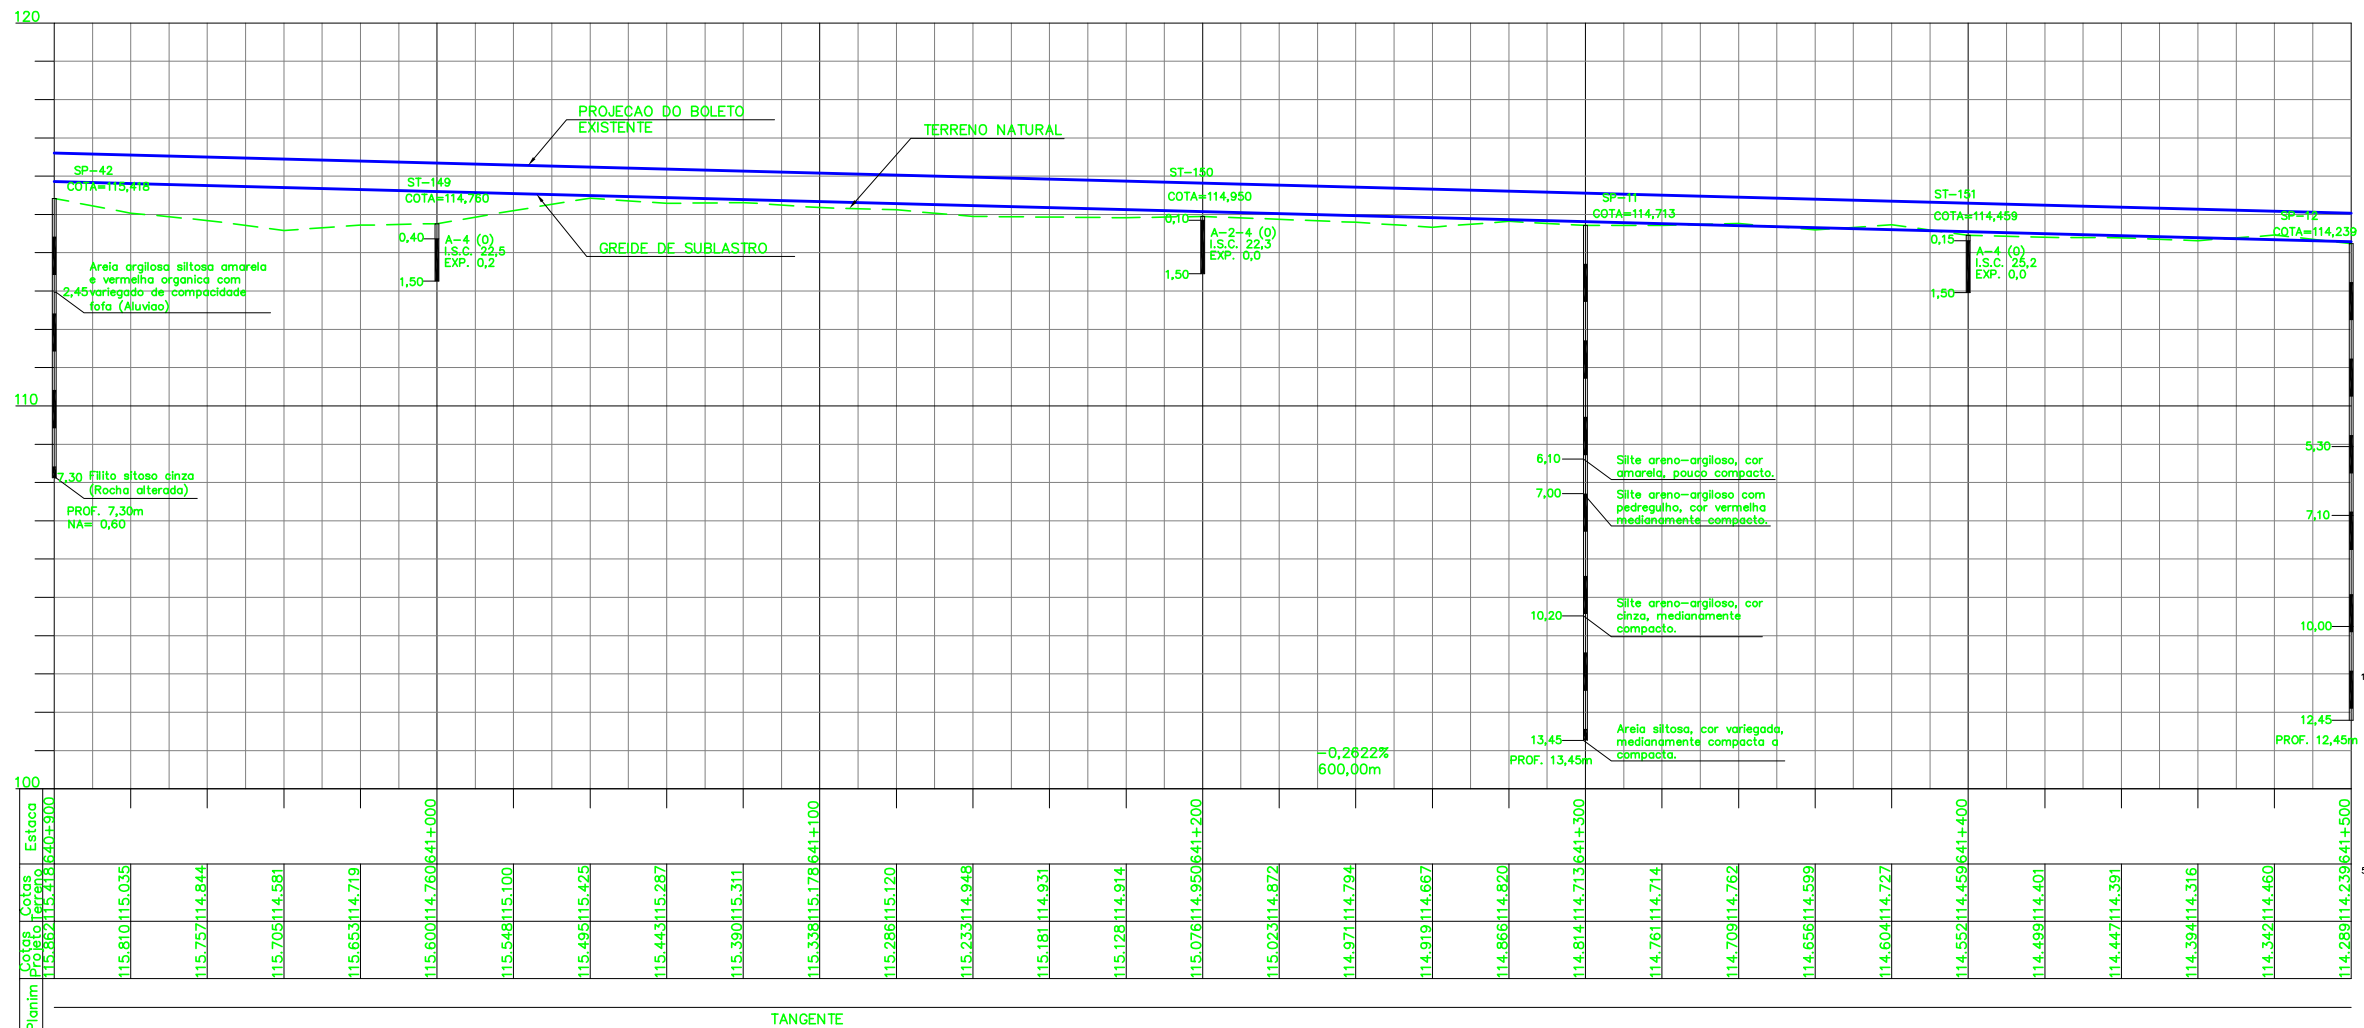 120
PROJECAO DO BOLETO
EXISTENTE
TERRENO NATURAL
SP-42
COTA=115,418
ST-149
COTA=114,760
ST-150
COTA=114,950
SP-11
COTA=114,713
ST-151
COTA=114,459
SP-12
COTA=114,239
0,40
A-4 (0)
I.S.C. 22,5
EXP. 0,2
1,50
GREIDE DE SUBLASTRO
0,10
A-2-4 (0)
I.S.C. 22,3
EXP. 0,0
1,50
0,15
A-4 (0)
I.S.C. 25,2
EXP. 0,0
1,50
Areia argilosa siltosa amarela
e vermelha organica com
2,45 variegado de compacidade
fofa (Aluviao)
110
7,30 Filito sitoso cinza
(Rocha alterada)
PROF. 7,30m
NA= 0,60
6,10
Silte areno-argiloso, cor
amarela, pouco compacto.
7,00
Silte areno-argiloso com
pedregulho, cor vermelha
medianamente compacto.
10,20
Silte areno-argiloso, cor
cinza, medianamente
compacto.
13,45
Areia siltosa, cor variegada,
medianamente compacta a
compacta.
PROF. 13,45m
5,30
7,10
10,00
12,45
PROF. 12,45m
-0,2622%
600,00m
100
Estaca
640+900
641+000
641+100
641+200
641+300
641+400
641+500
Cotas
Terreno
115.418
115.035
114.844
114.581
114.719
114.760
115.100
115.425
115.287
115.311
115.178
115.120
114.948
114.931
114.914
114.950
114.872
114.794
114.667
114.820
114.713
114.714
114.762
114.599
114.727
114.459
114.401
114.391
114.316
114.460
114.239
Cotas
Projeto
115.862
115.810
115.757
115.705
115.653
115.600
115.548
115.495
115.443
115.390
115.338
115.286
115.233
115.181
115.128
115.076
115.023
114.971
114.919
114.866
114.814
114.761
114.709
114.656
114.604
114.552
114.499
114.447
114.394
114.342
114.289
Planim
TANGENTE